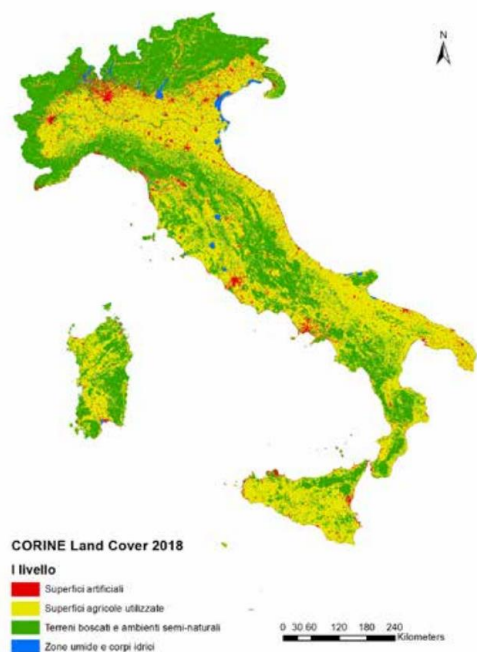 N
CORINE Land Cover 2018
I livello
Superfici artificiali
Superfici agricole utilizzate
Terreni boscati e ambienti semi-naturali
Zone umide e corpi idrici
0 30 60 120 180 240
Kilometers